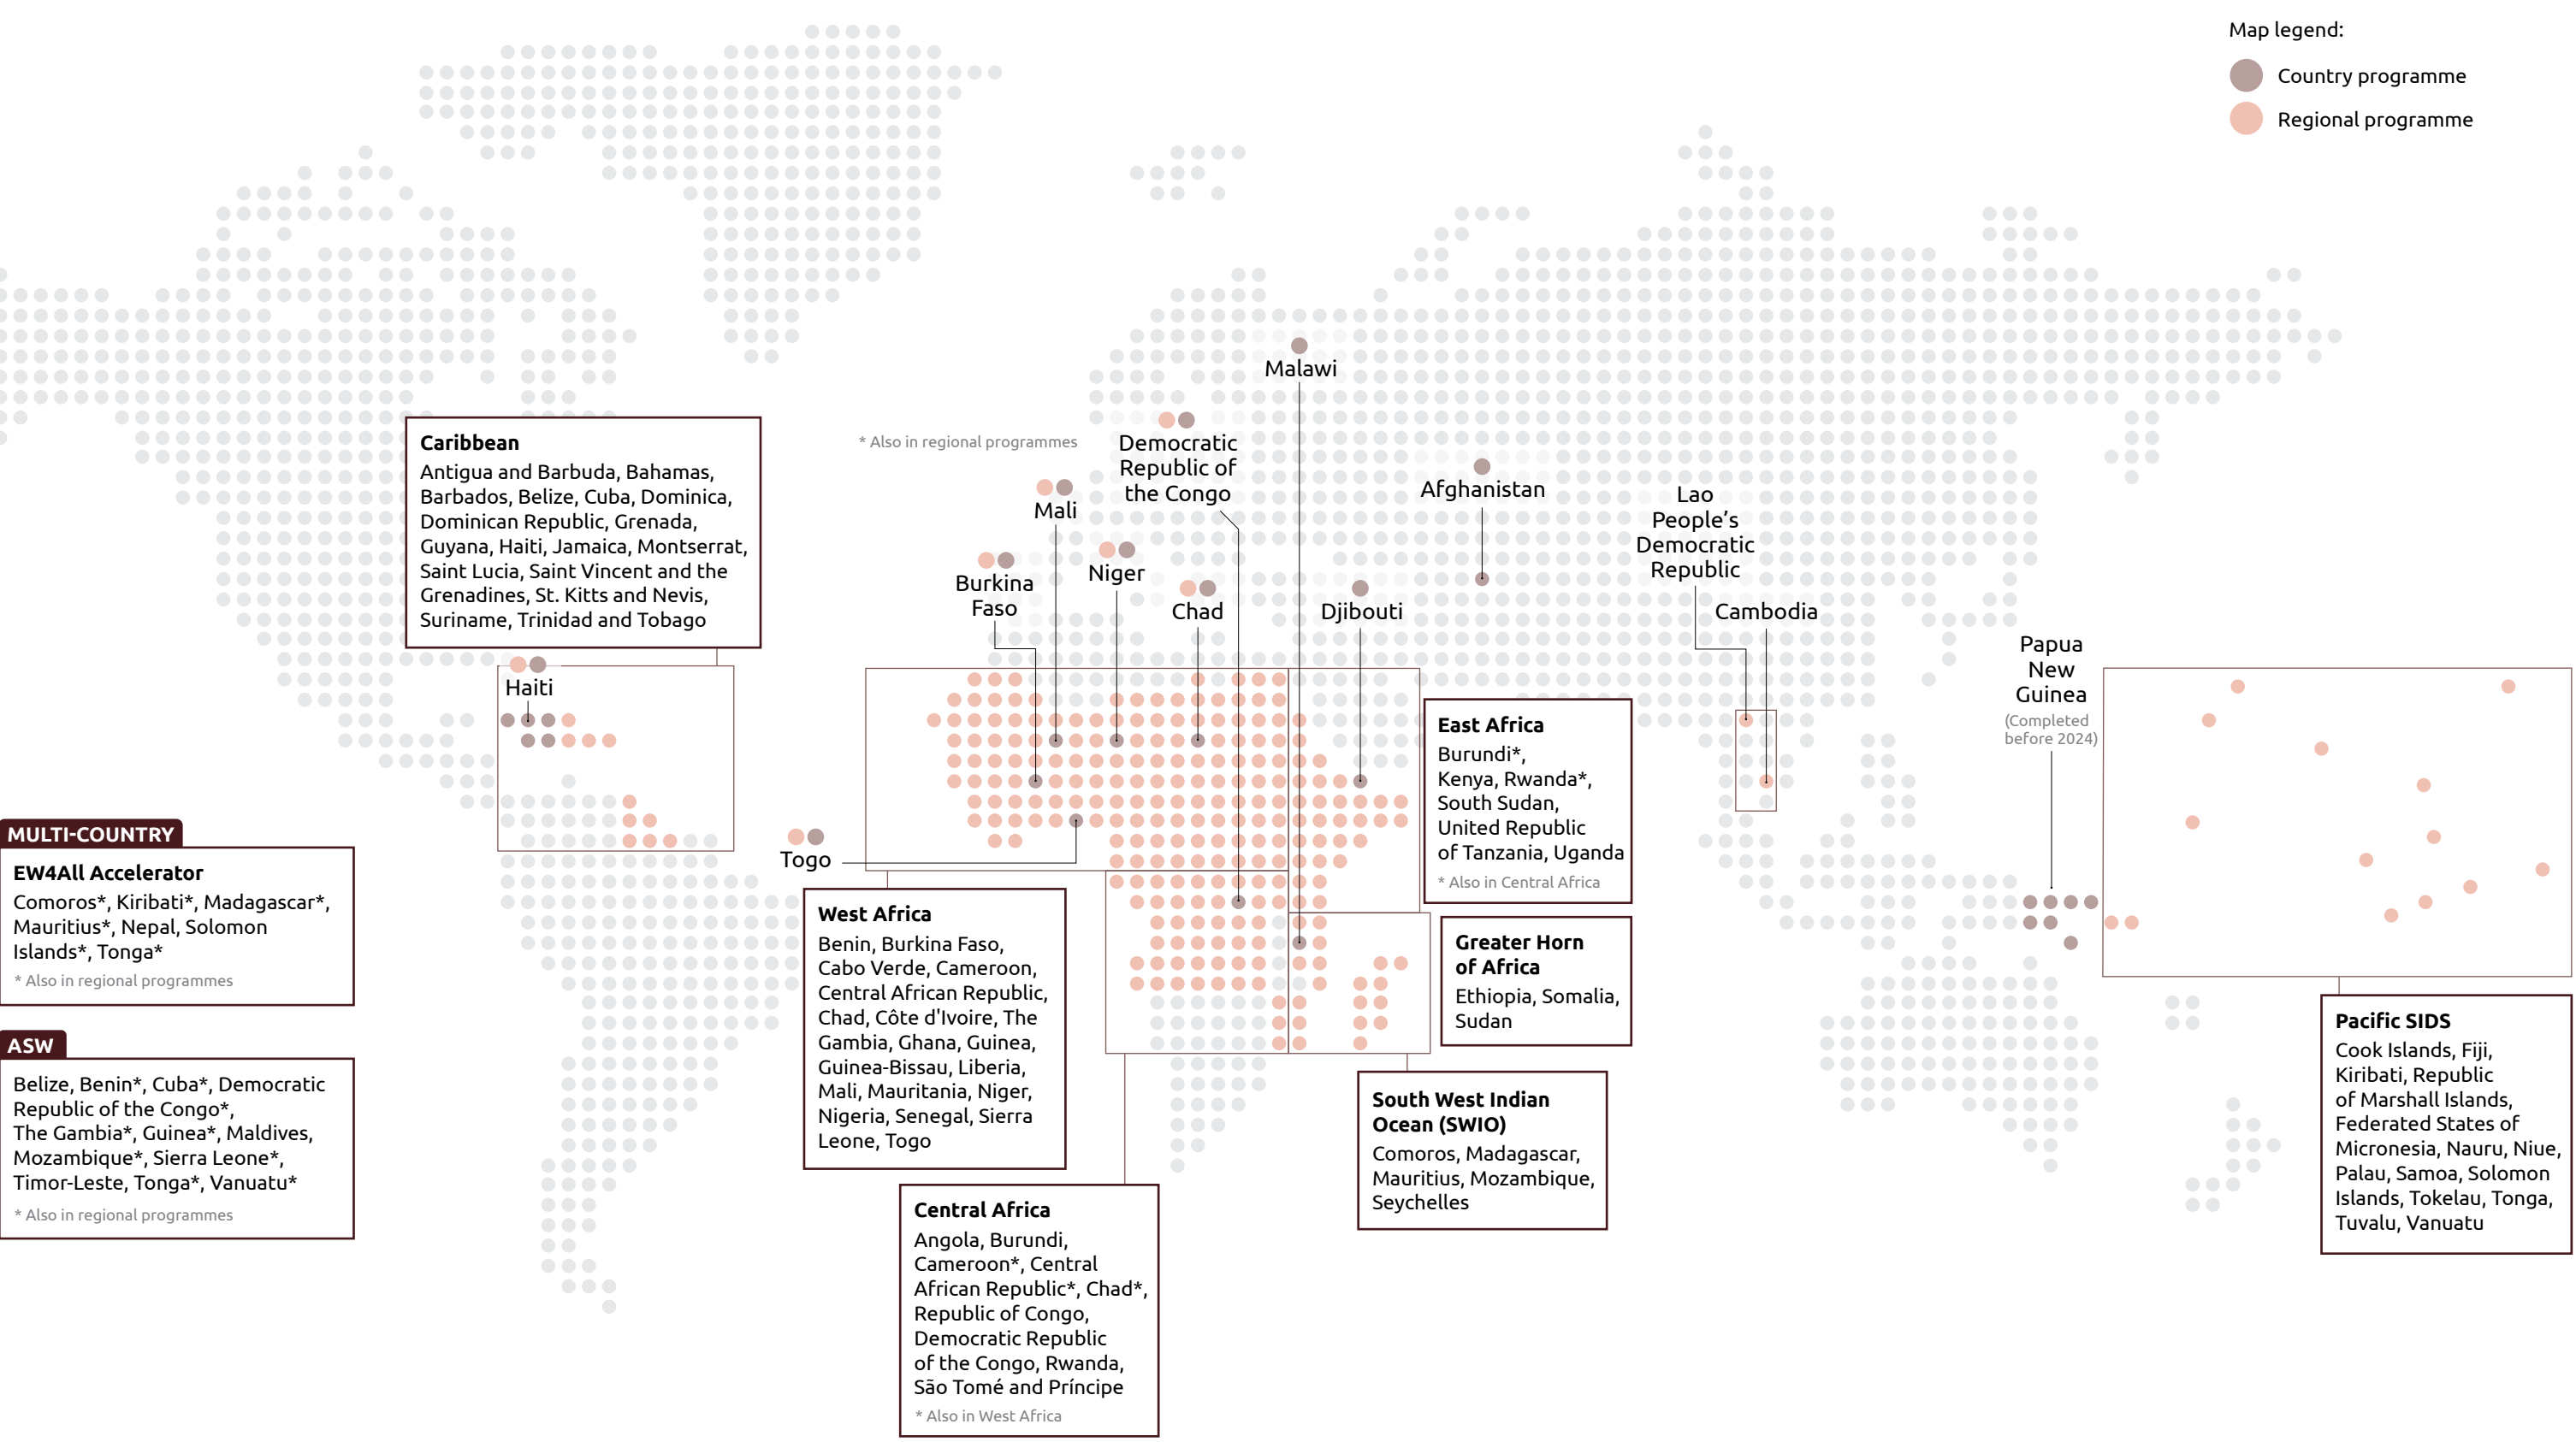 Map legend:
Country programme
Regional programme
Malawi
* Also in regional programmes
Democratic
Republic of
the Congo
Mali
Afghanistan
Lao
People’s
Democratic
Republic
Burkina
Faso
Niger
Chad
Djibouti
Cambodia
Papua
New
Guinea
(Completed
before 2024)
Caribbean
Antigua and Barbuda, Bahamas,
Barbados, Belize, Cuba, Dominica,
Dominican Republic, Grenada,
Guyana, Haiti, Jamaica, Montserrat,
Saint Lucia, Saint Vincent and the
Grenadines, St. Kitts and Nevis,
Suriname, Trinidad and Tobago
Haiti
Togo
East Africa
Burundi*,
Kenya, Rwanda*,
South Sudan,
United Republic
of Tanzania, Uganda
* Also in Central Africa
MULTI-COUNTRY
EW4All Accelerator
Comoros*, Kiribati*, Madagascar*,
Mauritius*, Nepal, Solomon
Islands*, Tonga*
* Also in regional programmes
ASW
Belize, Benin*, Cuba*, Democratic
Republic of the Congo*,
The Gambia*, Guinea*, Maldives,
Mozambique*, Sierra Leone*,
Timor-Leste, Tonga*, Vanuatu*
* Also in regional programmes
West Africa
Benin, Burkina Faso,
Cabo Verde, Cameroon,
Central African Republic,
Chad, Côte d'Ivoire, The
Gambia, Ghana, Guinea,
Guinea-Bissau, Liberia,
Mali, Mauritania, Niger,
Nigeria, Senegal, Sierra
Leone, Togo
Greater Horn
of Africa
Ethiopia, Somalia,
Sudan
South West Indian
Ocean (SWIO)
Comoros, Madagascar,
Mauritius, Mozambique,
Seychelles
Central Africa
Angola, Burundi,
Cameroon*, Central
African Republic*, Chad*,
Republic of Congo,
Democratic Republic
of the Congo, Rwanda,
São Tomé and Príncipe
* Also in West Africa
Pacific SIDS
Cook Islands, Fiji,
Kiribati, Republic
of Marshall Islands,
Federated States of
Micronesia, Nauru, Niue,
Palau, Samoa, Solomon
Islands, Tokelau, Tonga,
Tuvalu, Vanuatu